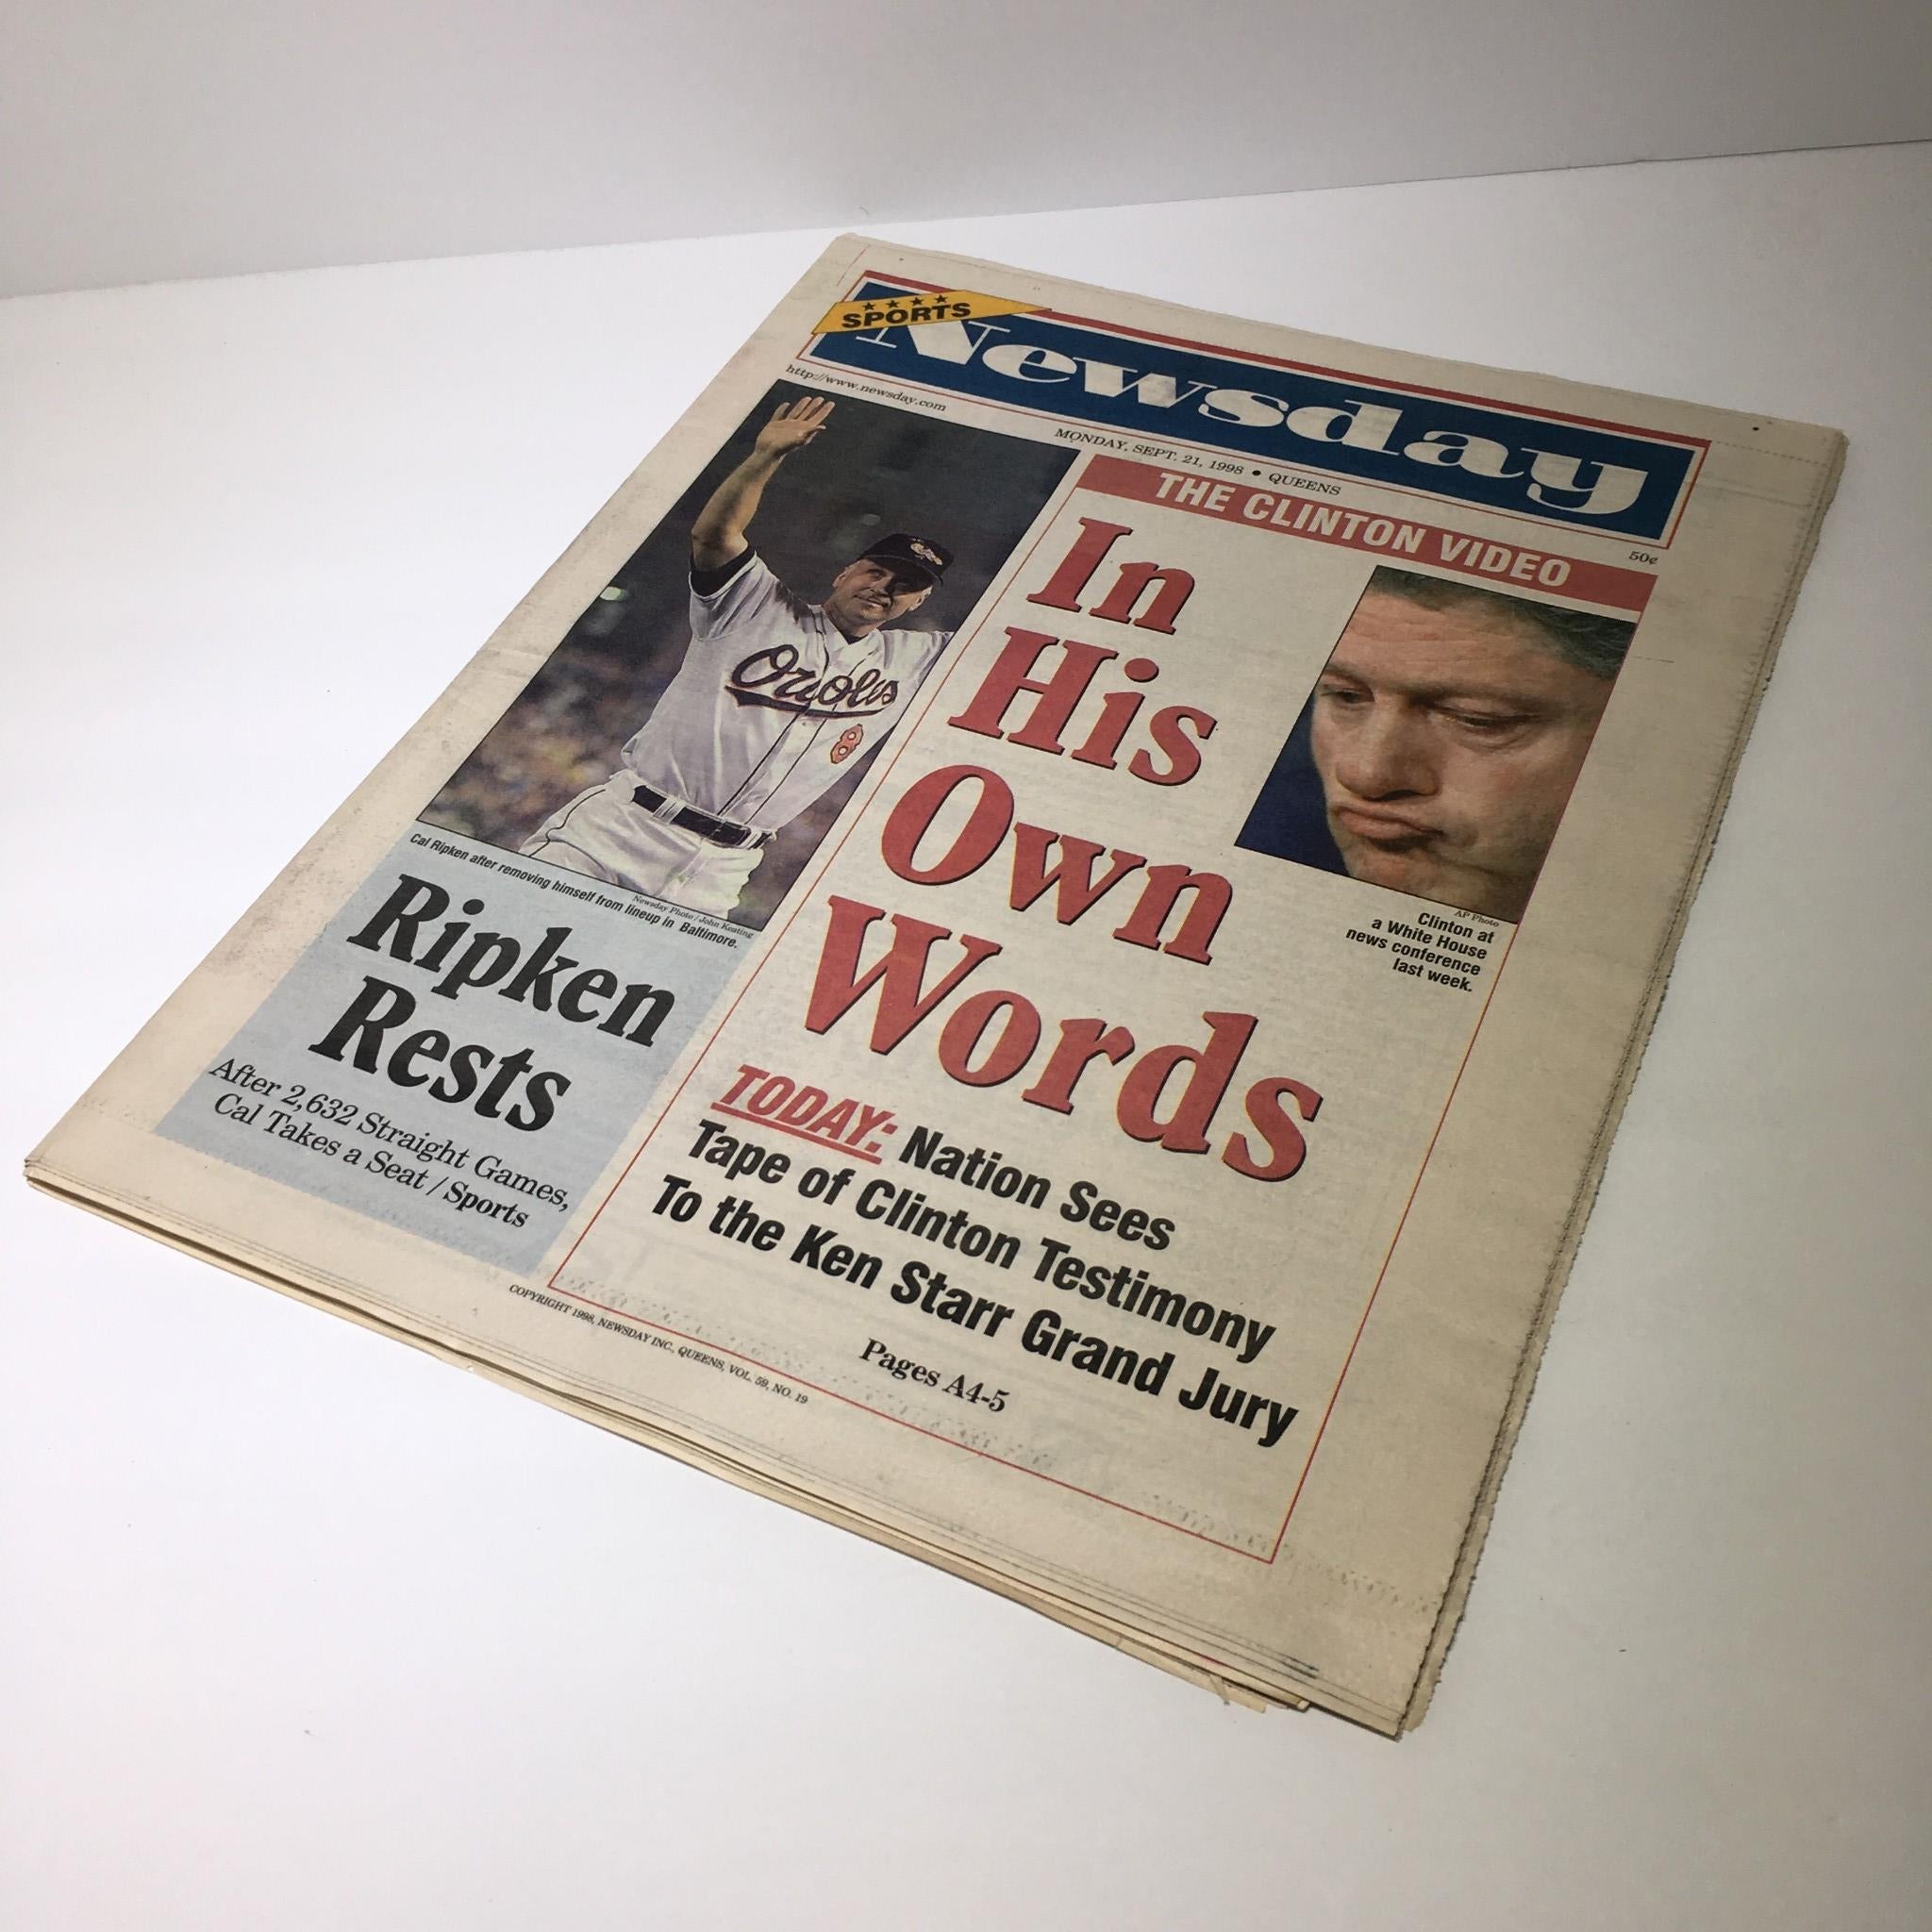 ★★★★
SPORTS
Newsday
http://www.newsday.com
MONDAY, SEPT. 21, 1998 • QUEENS
50¢
Orioles
8
Newsday Photo / John Keating
Cal Ripken after removing himself from lineup in Baltimore.
Ripken
Rests
After 2,632 Straight Games,
Cal Takes a Seat / Sports
THE CLINTON VIDEO
In
His
Own
Words
AP Photo
Clinton at
a White House
news conference
last week.
TODAY: Nation Sees
Tape of Clinton Testimony
To the Ken Starr Grand Jury
Pages A4-5
COPYRIGHT 1998, NEWSDAY INC., QUEENS, VOL. 59, NO. 19